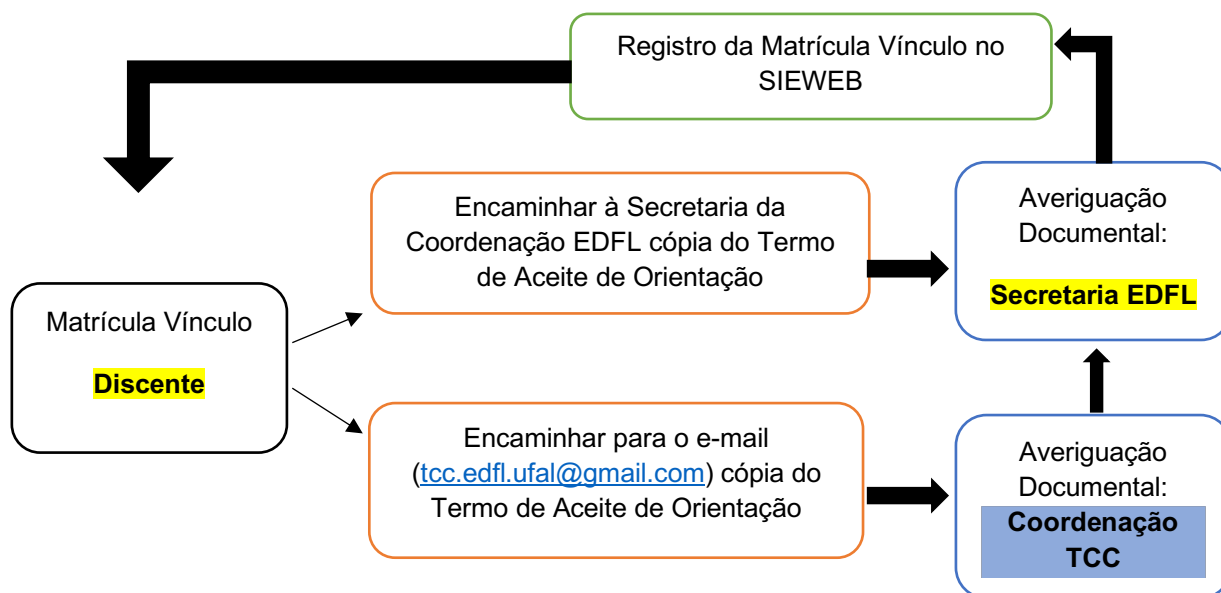 Registro da Matrícula Vínculo no
SIEWEB
Encaminhar à Secretaria da
Coordenação EDFL cópia do Termo
de Aceite de Orientação
Averiguação
Documental:
Secretaria EDFL
Matrícula Vínculo
Discente
Encaminhar para o e-mail
(tcc.edfl.ufal@gmail.com) cópia do
Termo de Aceite de Orientação
Averiguação
Documental:
Coordenação
TCC